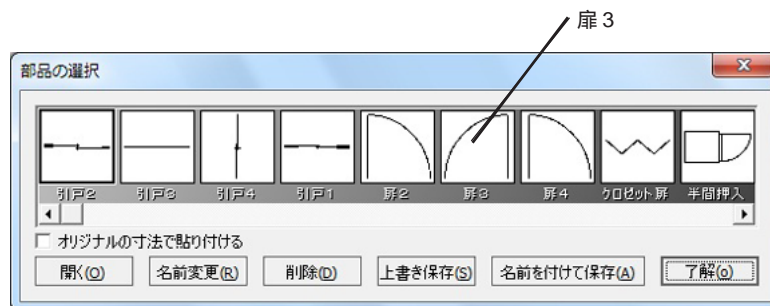 扉3
部品の選択
引戸2 引戸3 引戸4 引戸1 扉2 扉3 扉4 クロゼット扉 半間押入
オリジナルの寸法で貼り付ける
開く(O) 名前変更(R) 削除(D) 上書き保存(S) 名前を付けて保存(A) 了解(o)